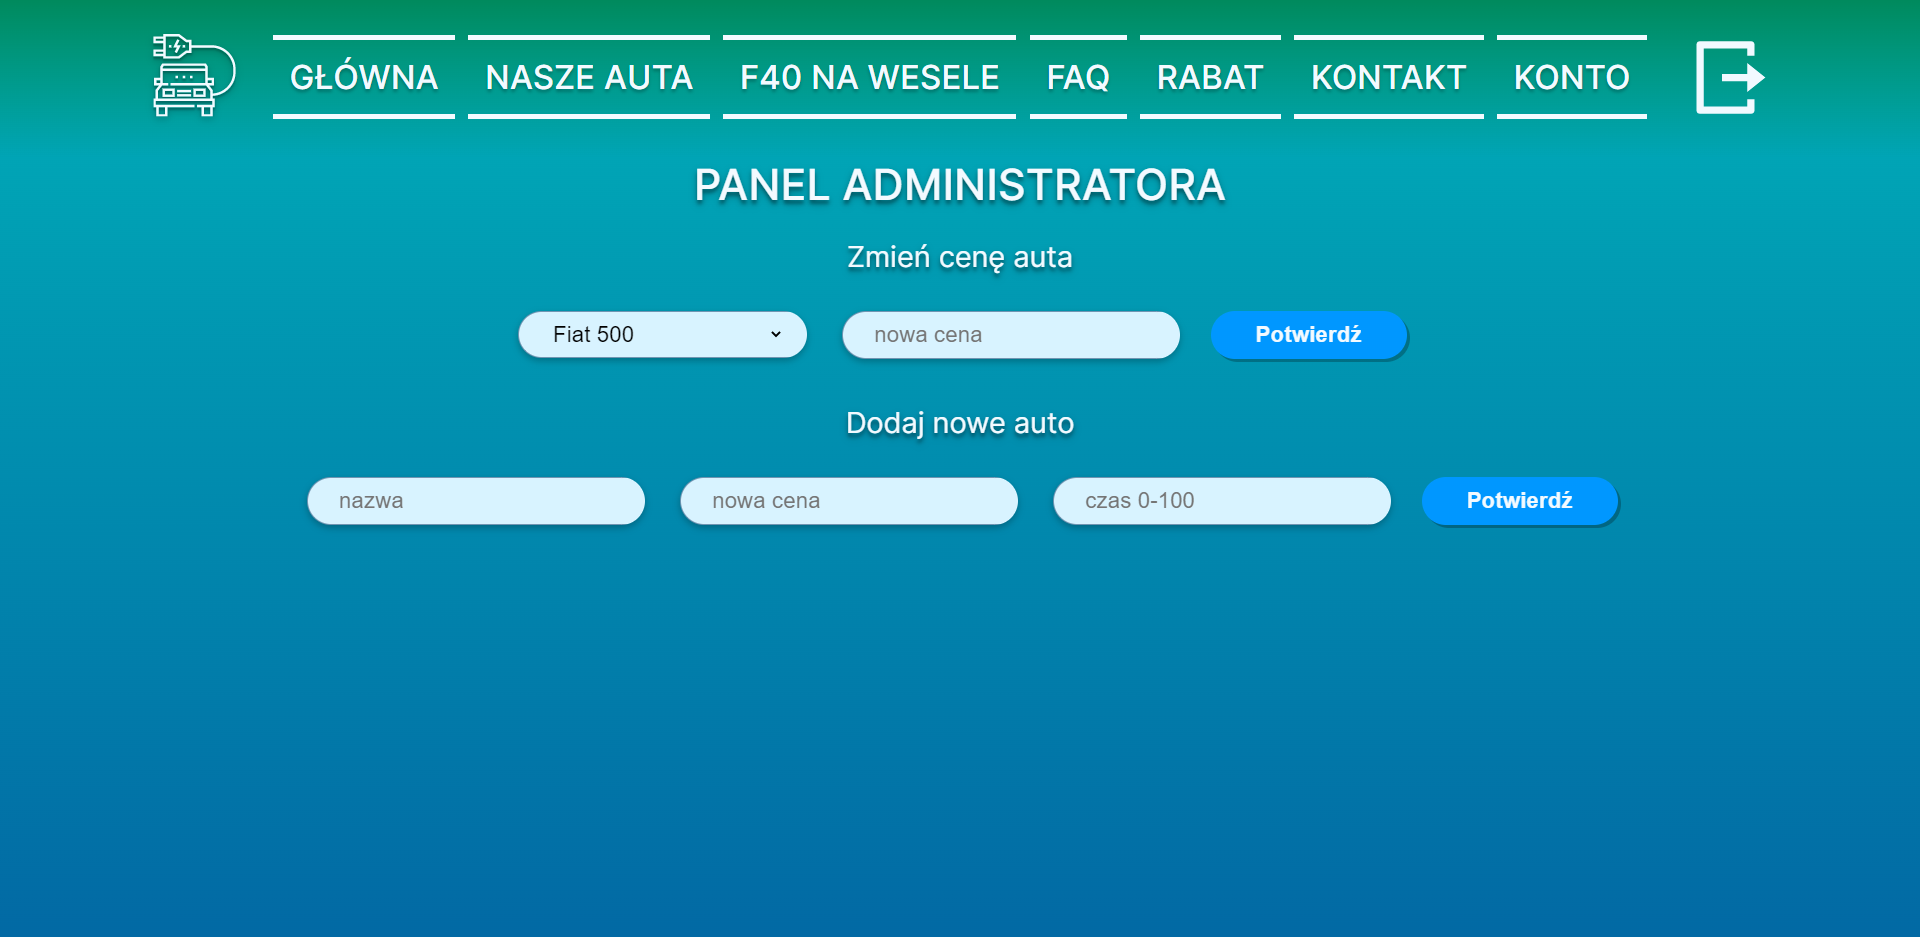 GŁÓWNA NASZE AUTA F40 NA WESELE FAQ RABAT KONTAKT KONTO
PANEL ADMINISTRATORA
Zmień cenę auta
Fiat 500 nowa cena Potwierdź
Dodaj nowe auto
nazwa nowa cena czas 0-100 Potwierdź